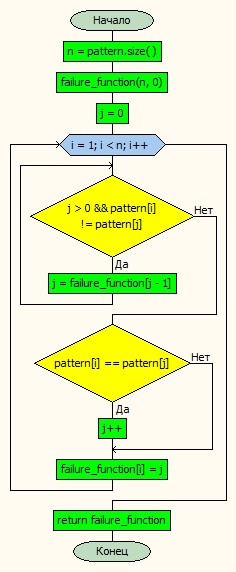 Начало
n = pattern.size()
failure_function(n, 0)
j = 0
i = 1; i < n; i++
j > 0 && pattern[i]
!= pattern[j]
Нет
Да
j = failure_function[j - 1]
pattern[i] == pattern[j]
Нет
Да
j++
failure_function[i] = j
return failure_function
Конец